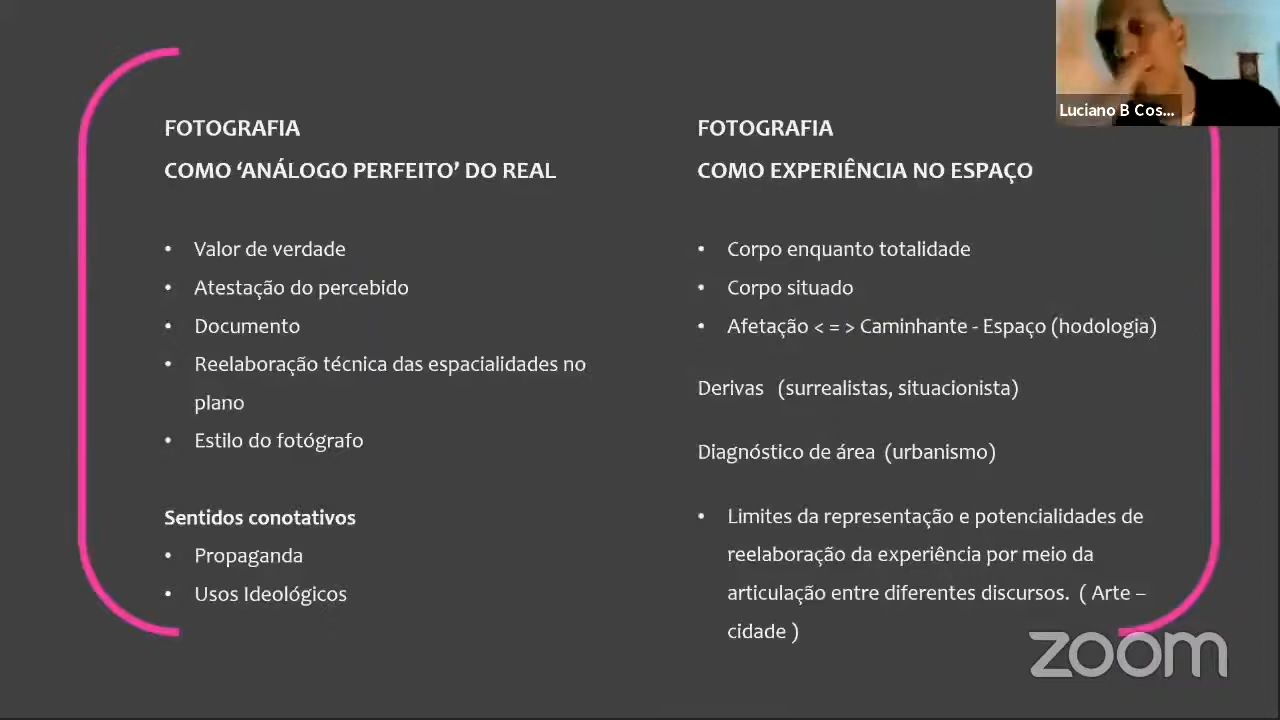 FOTOGRAFIA
COMO ‘ANÁLOGO PERFEITO’ DO REAL
• Valor de verdade
• Atestação do percebido
• Documento
• Reelaboração técnica das espacialidades no
plano
• Estilo do fotógrafo
Sentidos conotativos
• Propaganda
• Usos Ideológicos
FOTOGRAFIA
COMO EXPERIÊNCIA NO ESPAÇO
• Corpo enquanto totalidade
• Corpo situado
• Afetação < = > Caminhante - Espaço (hodologia)
Derivas (surrealistas, situacionista)
Diagnóstico de área (urbanismo)
• Limites da representação e potencialidades de
reelaboração da experiência por meio da
articulação entre diferentes discursos. ( Arte –
cidade )
Luciano B Cos...
zoom